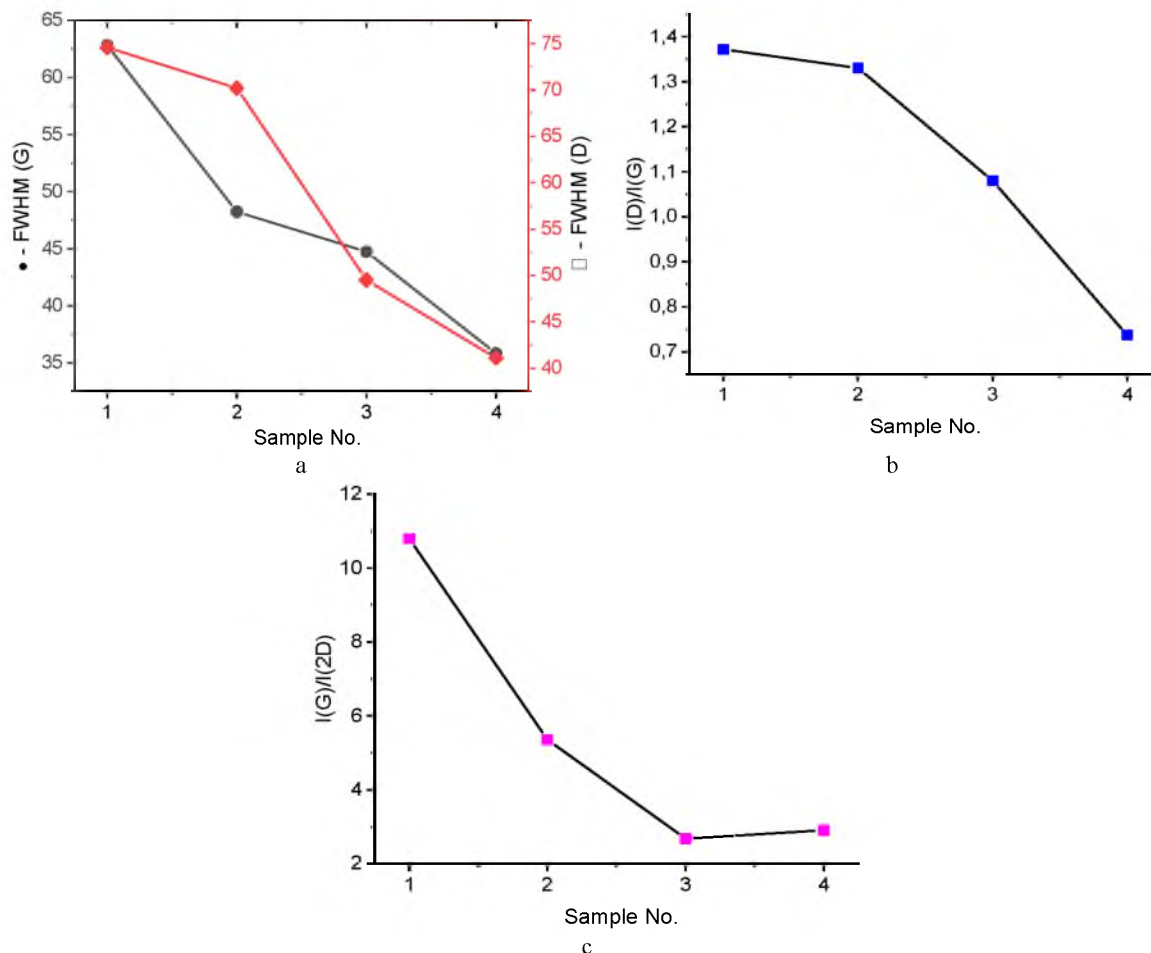 65
60
55
50
45
40
35
● - FWHM (G)
75
70
65
60
55
50
45
40
□ - FWHM (D)
1 2 3 4
Sample No.
a
1,4
1,3
1,2
1,1
1,0
0,9
0,8
0,7
I(D)/I(G)
1 2 3 4
Sample No.
b
12
10
8
6
4
2
I(G)/I(2D)
1 2 3 4
Sample No.
c